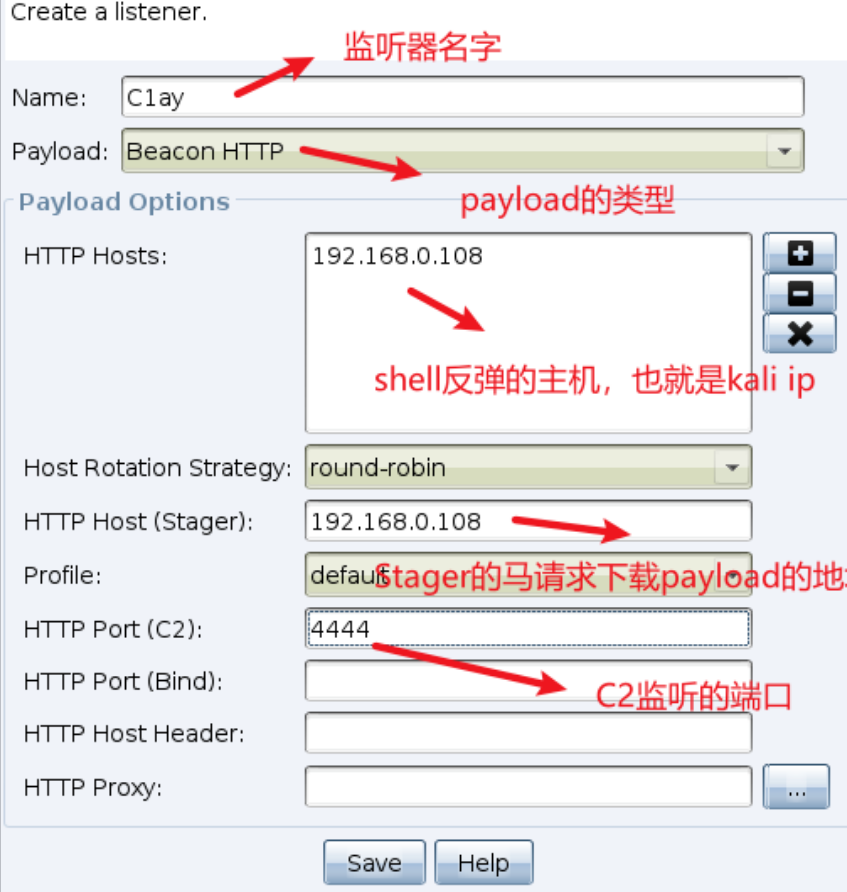 Create a listener.
监听器名字
Name: C1ay
Payload: Beacon HTTP
payload的类型
Payload Options
HTTP Hosts: 192.168.0.108
shell反弹的主机，也就是kali ip
Host Rotation Strategy: round-robin
HTTP Host (Stager): 192.168.0.108
Profile: default
Stager的马请求下载payload的地
HTTP Port (C2): 4444
HTTP Port (Bind):
C2监听的端口
HTTP Host Header:
HTTP Proxy:
...
Save Help